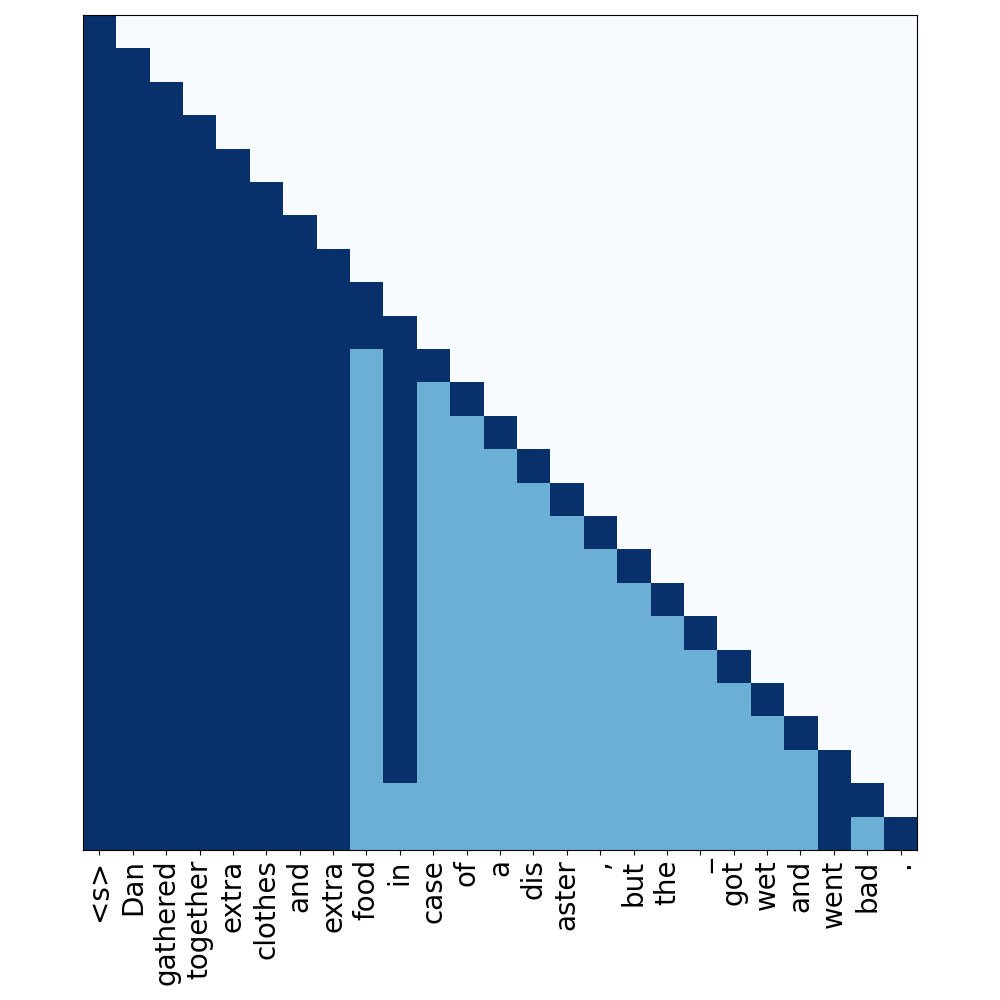 <s> Dan gathered together extra clothes and extra food in case of a dis aster , but the _ got wet and went bad .